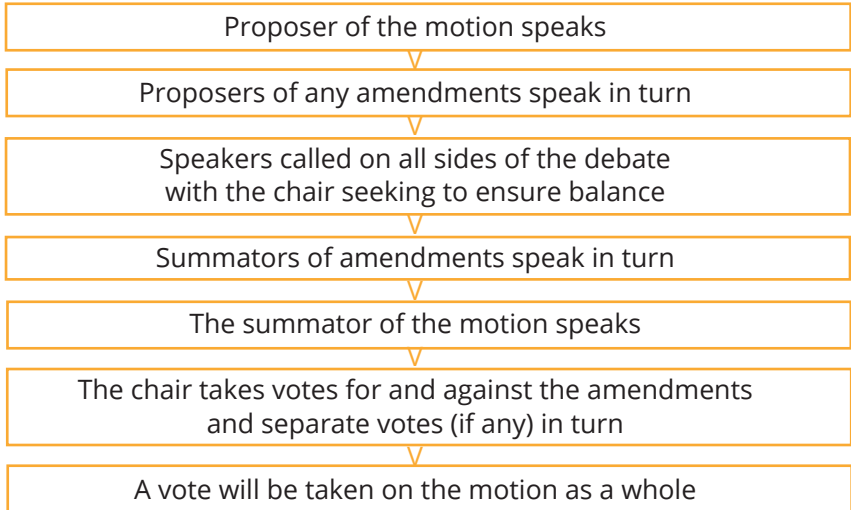 Proposer of the motion speaks
Proposers of any amendments speak in turn
Speakers called on all sides of the debate
with the chair seeking to ensure balance
Summators of amendments speak in turn
The summator of the motion speaks
The chair takes votes for and against the amendments
and separate votes (if any) in turn
A vote will be taken on the motion as a whole